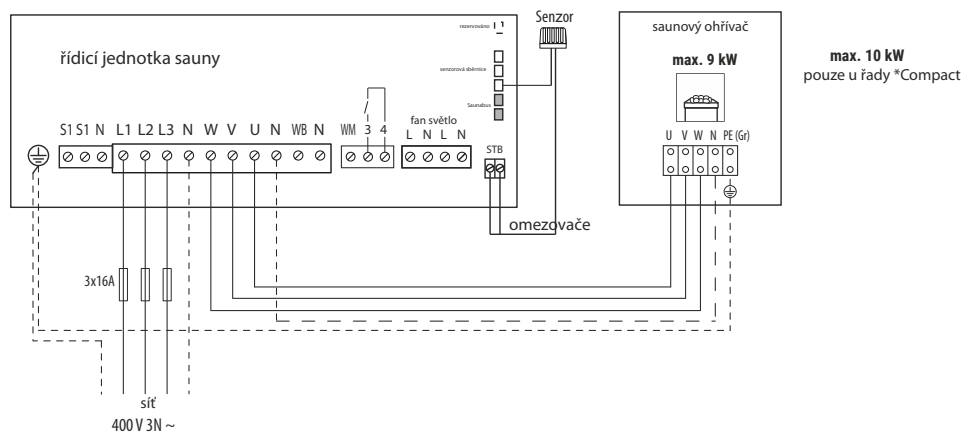 řídicí jednotka sauny
rezervováno
senzorová sběrnice
Saunabus
Senzor
S1 S1 N L1 L2 L3 N W V U N WB N
WM 3 4
fan světlo
L N L N
STB
omezovače
saunový ohřívač
max. 9 kW
U V W N PE (Gr)
max. 10 kW
pouze u řady *Compact
3x16A
síť
400 V 3N ~